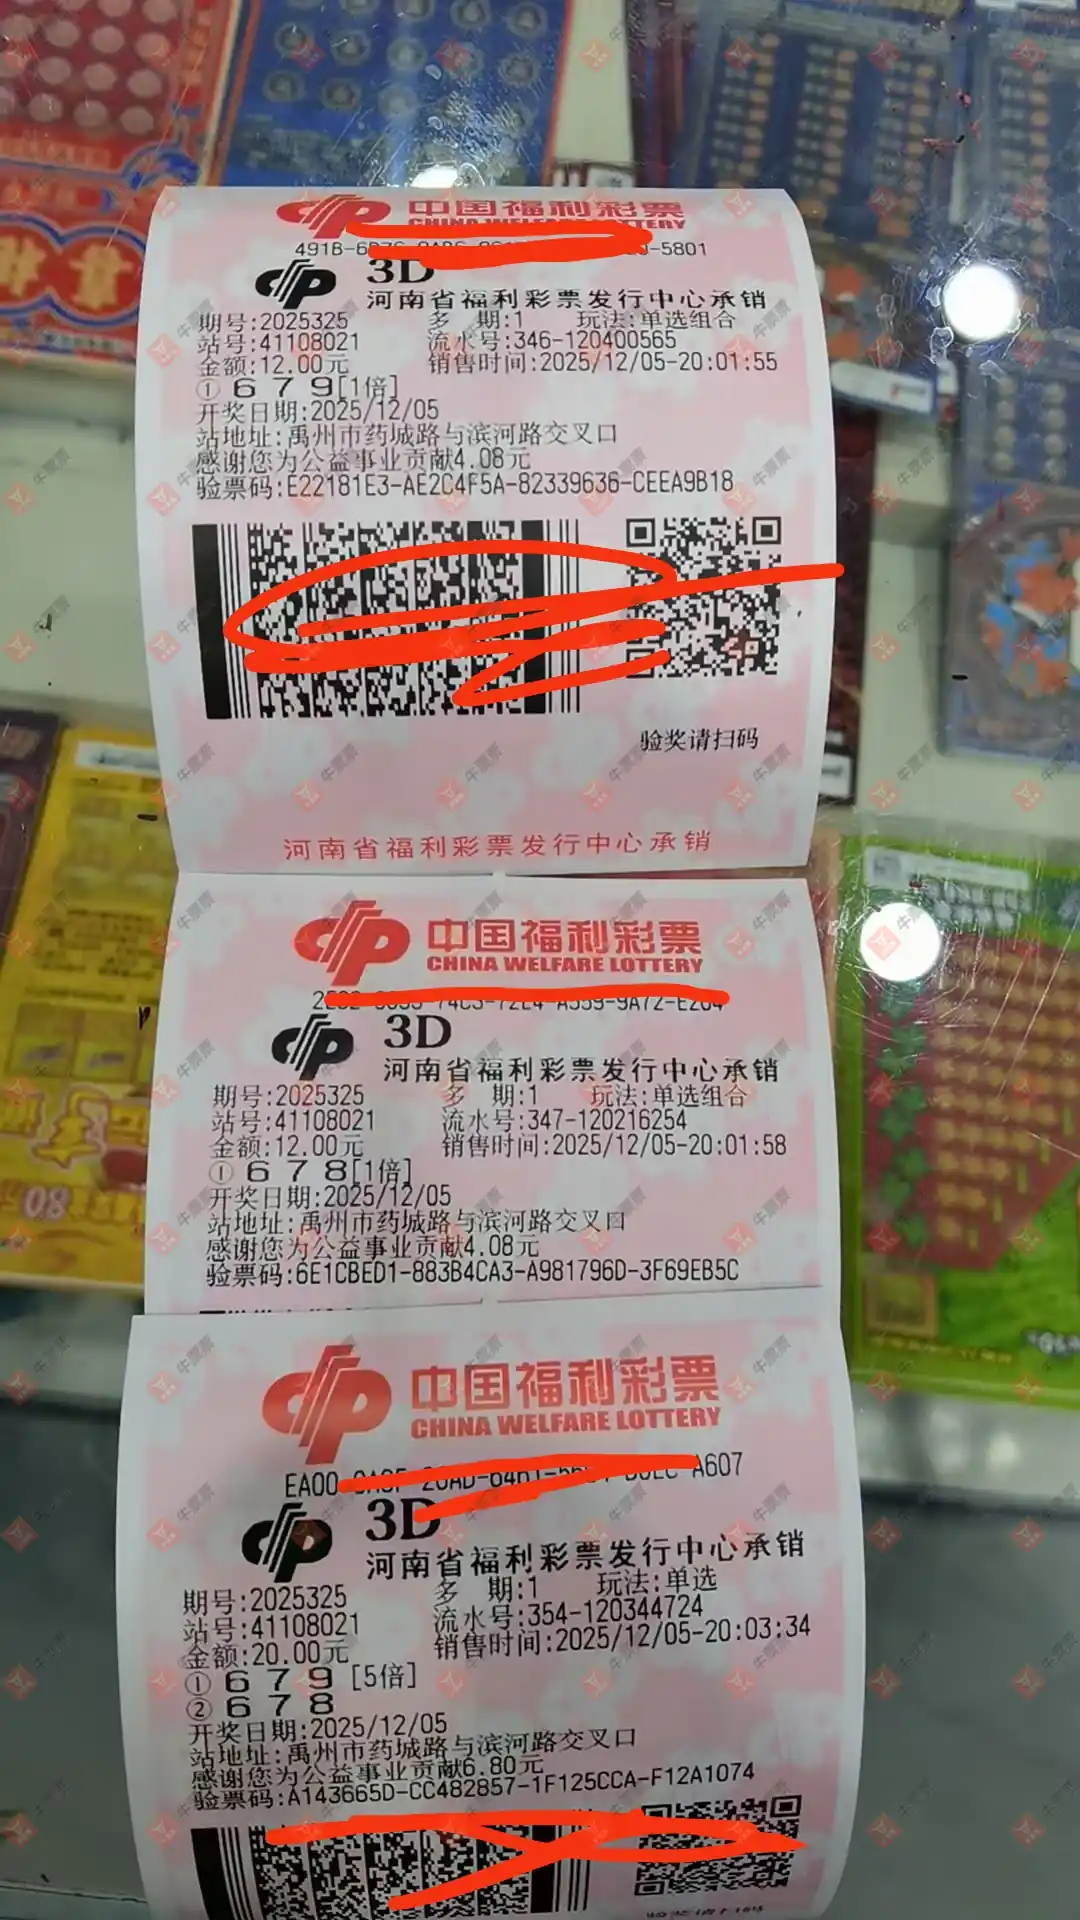 中国福利彩票
CHINA WELFARE LOTTERY
491B-6 -5801
3D
河南省福利彩票发行中心承销
期号:2025325 多 期:1 玩法:单选组合
站号:41108021 流水号:346-120400565
金额:12.00元 销售时间:2025/12/05-20:01:55
① 6 7 9[1倍]
开奖日期:2025/12/05
站地址:禹州市药城路与滨河路交叉口
感谢您为公益事业贡献4.08元
验票码:E22181E3-AE2C4F5A-82339636-CEEA9B18
验奖请扫码
河南省福利彩票发行中心承销
中国福利彩票
CHINA WELFARE LOTTERY
3D
河南省福利彩票发行中心承销
期号:2025325 多 期:1 玩法:单选组合
站号:41108021 流水号:347-120216254
金额:12.00元 销售时间:2025/12/05-20:01:58
① 6 7 8[1倍]
开奖日期:2025/12/05
站地址:禹州市药城路与滨河路交叉口
感谢您为公益事业贡献4.08元
验票码:6E1CBED1-883B4CA3-A981796D-3F69EB5C
中国福利彩票
CHINA WELFARE LOTTERY
EA00 A607
3D
河南省福利彩票发行中心承销
期号:2025325 多 期:1 玩法:单选
站号:41108021 流水号:354-120344724
金额:20.00元 销售时间:2025/12/05-20:03:34
① 6 7 9 [5倍]
② 6 7 8
开奖日期:2025/12/05
站地址:禹州市药城路与滨河路交叉口
感谢您为公益事业贡献6.80元
验票码:A143665D-CC482857-1F125CCA-F12A1074
验奖请扫码
牛票票